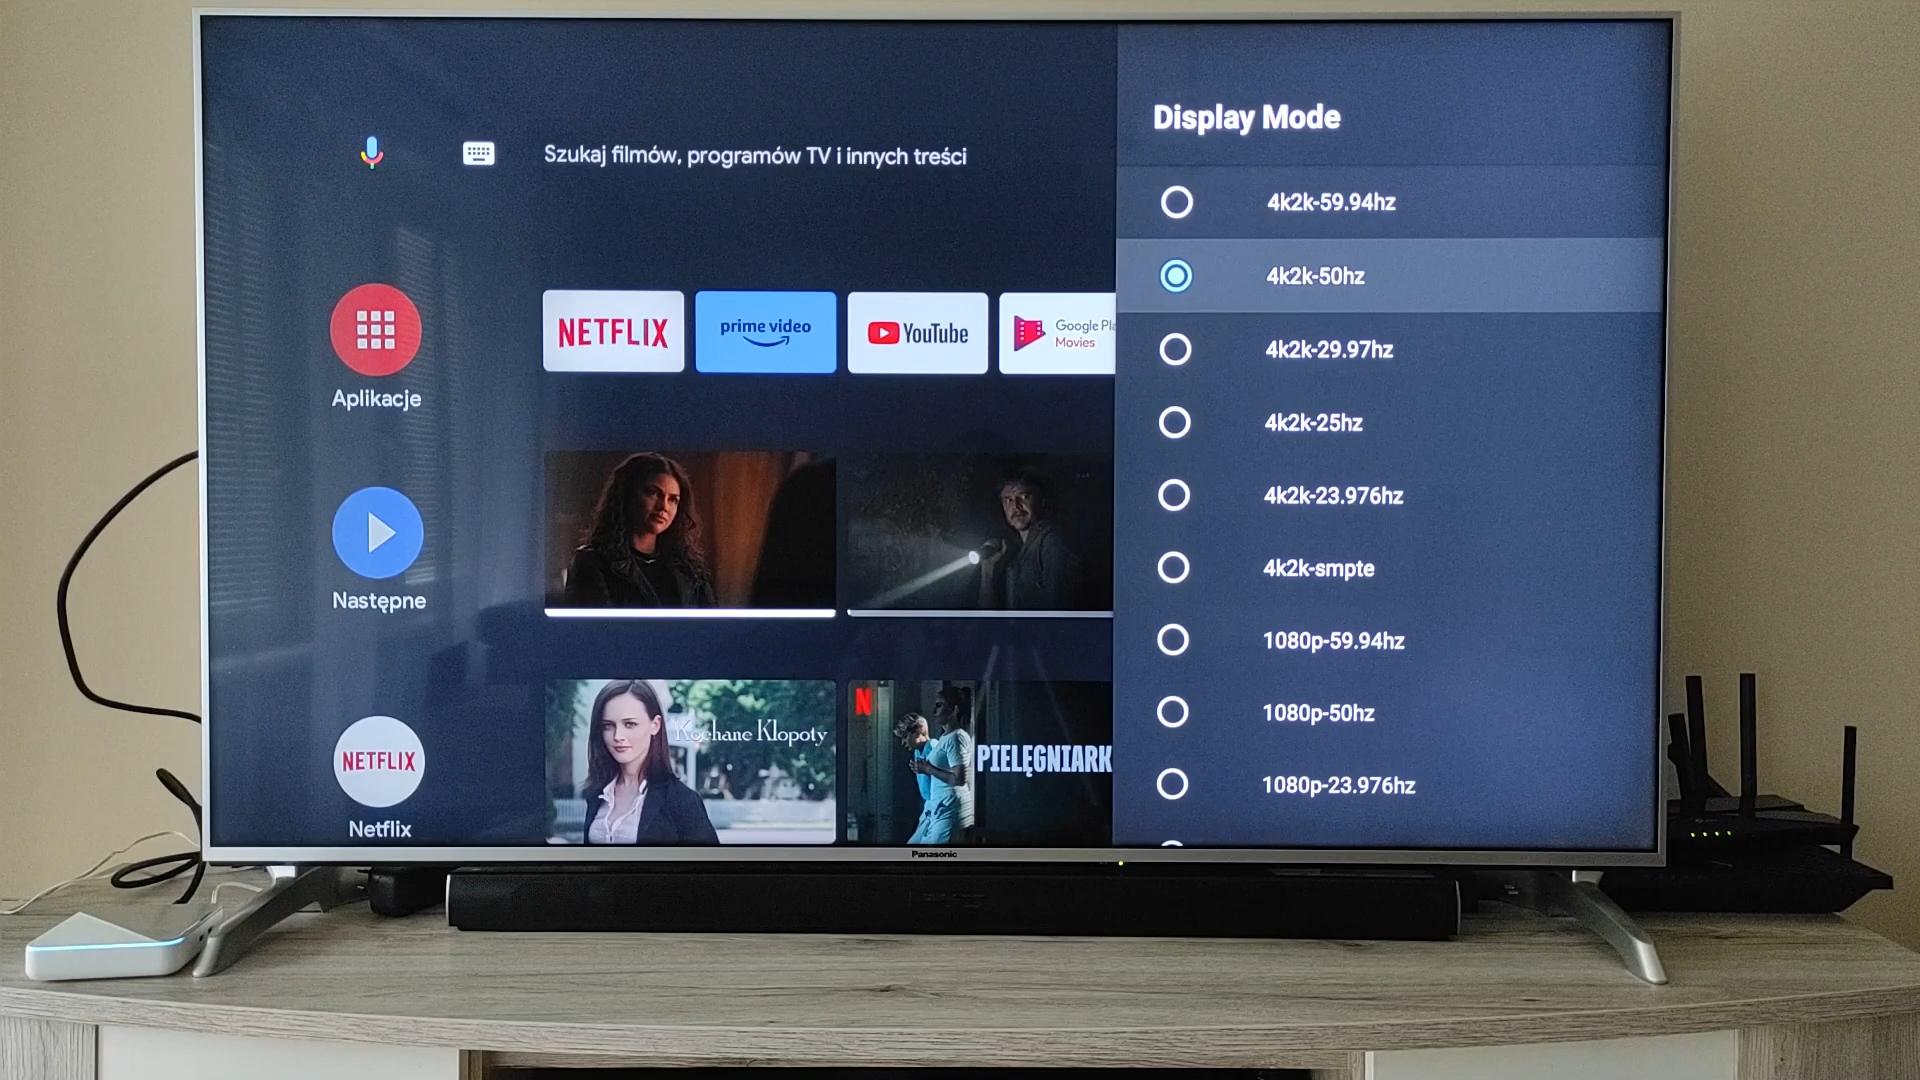 Szukaj filmów, programów TV i innych treści
Aplikacje
NETFLIX
prime video
YouTube
Google Pla
Movies
Następne
Kochane Kłopoty
N
PIELĘGNIARK
NETFLIX
Netflix
Display Mode
4k2k-59.94hz
4k2k-50hz
4k2k-29.97hz
4k2k-25hz
4k2k-23.976hz
4k2k-smpte
1080p-59.94hz
1080p-50hz
1080p-23.976hz
Panasonic